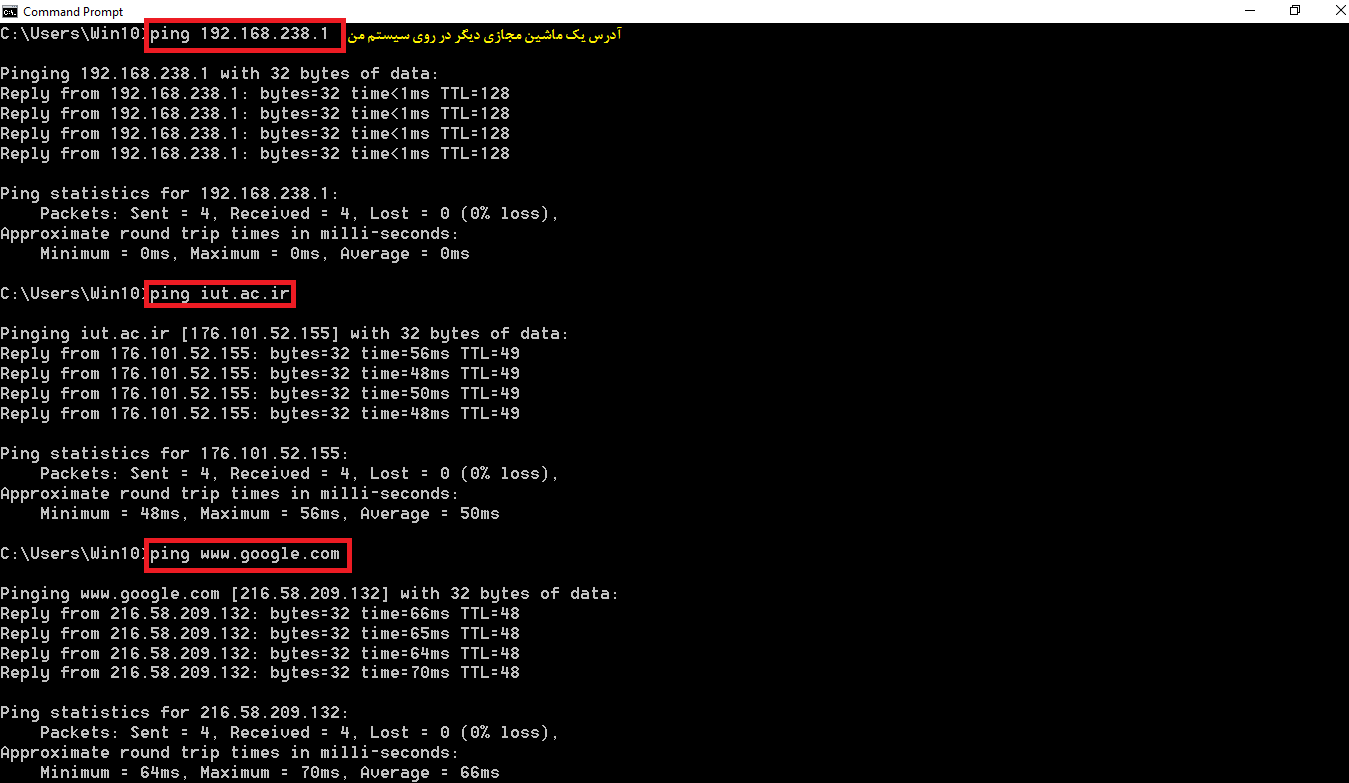 Command Prompt
C:\Users\Win10>ping 192.168.238.1 آدرس یک ماشین مجازی دیگر در روی سیستم من
Pinging 192.168.238.1 with 32 bytes of data:
Reply from 192.168.238.1: bytes=32 time<1ms TTL=128
Reply from 192.168.238.1: bytes=32 time<1ms TTL=128
Reply from 192.168.238.1: bytes=32 time<1ms TTL=128
Reply from 192.168.238.1: bytes=32 time<1ms TTL=128
Ping statistics for 192.168.238.1:
Packets: Sent = 4, Received = 4, Lost = 0 (0% loss),
Approximate round trip times in milli-seconds:
Minimum = 0ms, Maximum = 0ms, Average = 0ms
C:\Users\Win10>ping iut.ac.ir
Pinging iut.ac.ir [176.101.52.155] with 32 bytes of data:
Reply from 176.101.52.155: bytes=32 time=56ms TTL=49
Reply from 176.101.52.155: bytes=32 time=48ms TTL=49
Reply from 176.101.52.155: bytes=32 time=50ms TTL=49
Reply from 176.101.52.155: bytes=32 time=48ms TTL=49
Ping statistics for 176.101.52.155:
Packets: Sent = 4, Received = 4, Lost = 0 (0% loss),
Approximate round trip times in milli-seconds:
Minimum = 48ms, Maximum = 56ms, Average = 50ms
C:\Users\Win10>ping www.google.com
Pinging www.google.com [216.58.209.132] with 32 bytes of data:
Reply from 216.58.209.132: bytes=32 time=66ms TTL=48
Reply from 216.58.209.132: bytes=32 time=65ms TTL=48
Reply from 216.58.209.132: bytes=32 time=64ms TTL=48
Reply from 216.58.209.132: bytes=32 time=70ms TTL=48
Ping statistics for 216.58.209.132:
Packets: Sent = 4, Received = 4, Lost = 0 (0% loss),
Approximate round trip times in milli-seconds:
Minimum = 64ms, Maximum = 70ms, Average = 66ms